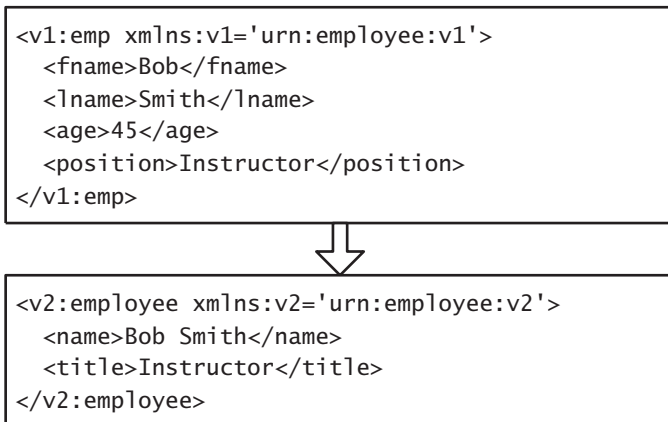 <v1:emp xmlns:v1='urn:employee:v1'>
  <fname>Bob</fname>
  <lname>Smith</lname>
  <age>45</age>
  <position>Instructor</position>
</v1:emp>
<v2:employee xmlns:v2='urn:employee:v2'>
  <name>Bob Smith</name>
  <title>Instructor</title>
</v2:employee>